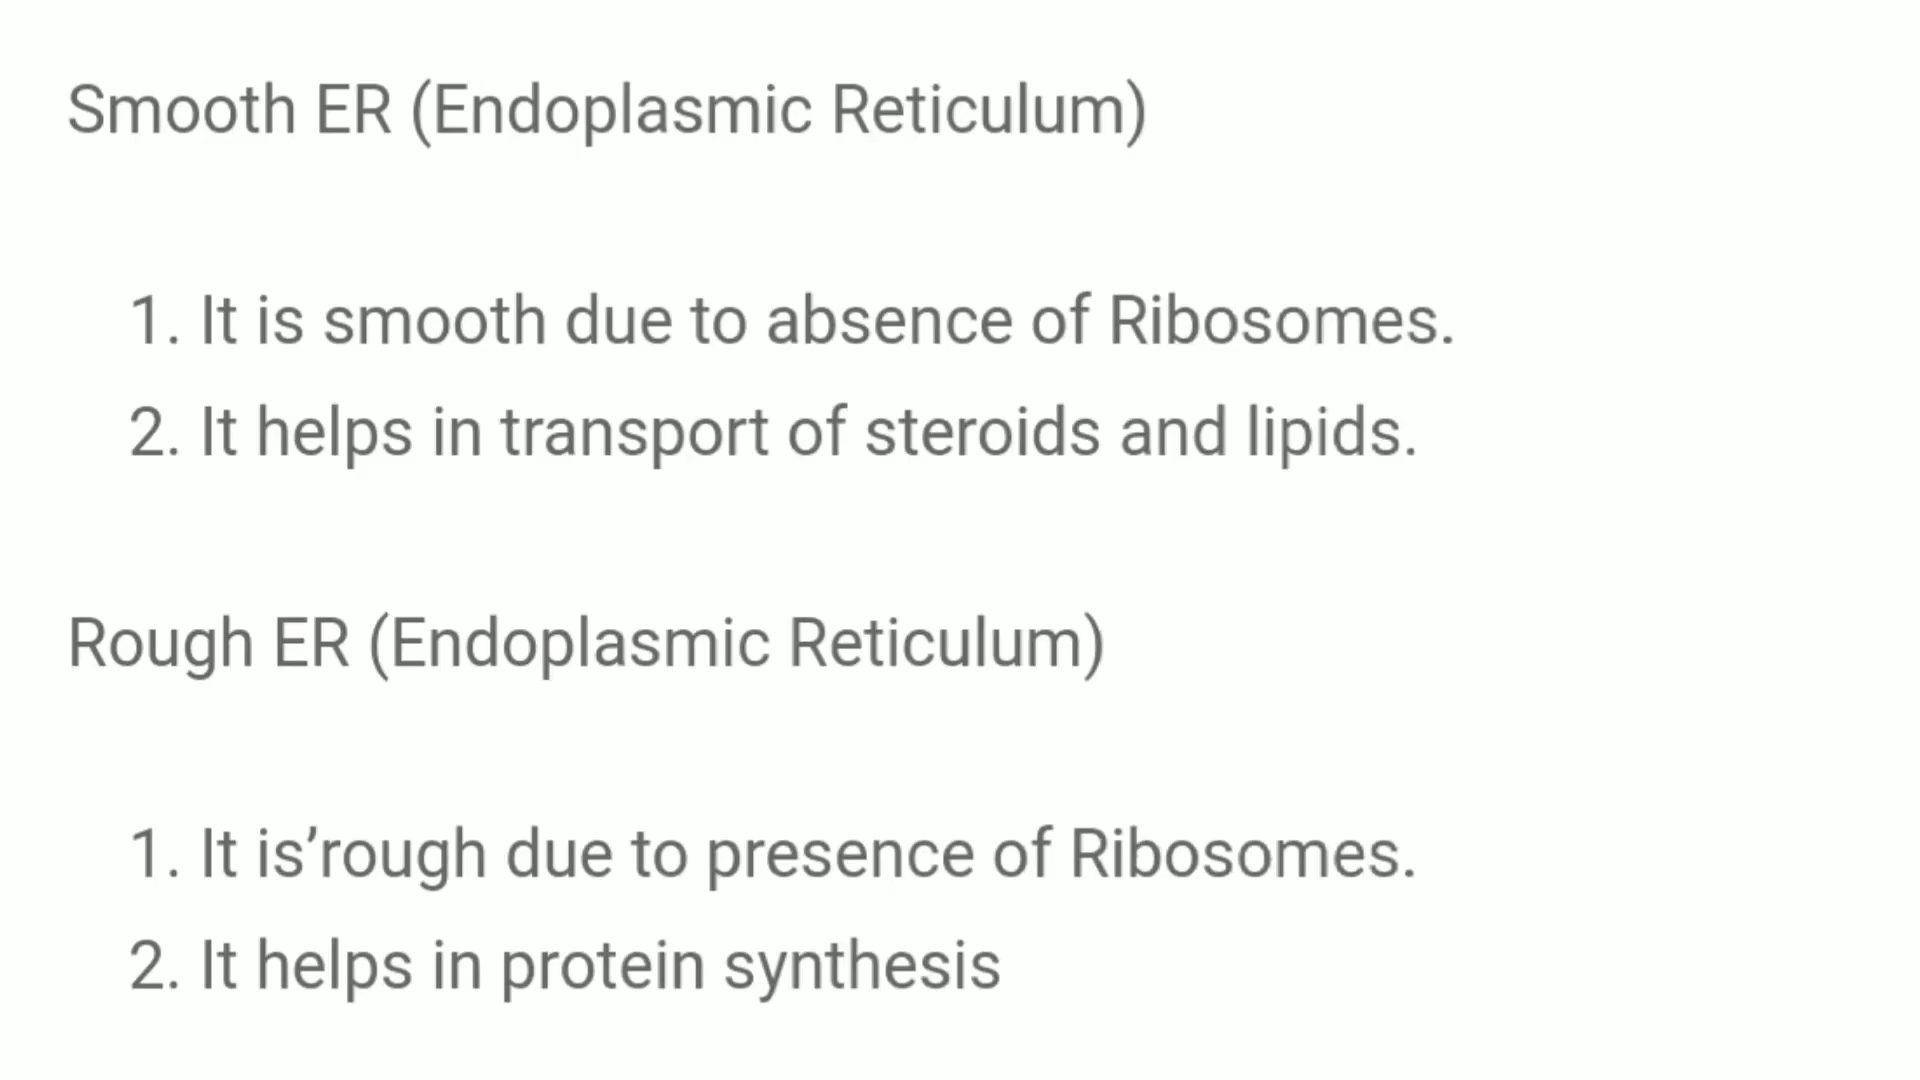 Smooth ER (Endoplasmic Reticulum)
1. It is smooth due to absence of Ribosomes.
2. It helps in transport of steroids and lipids.
Rough ER (Endoplasmic Reticulum)
1. It is’rough due to presence of Ribosomes.
2. It helps in protein synthesis